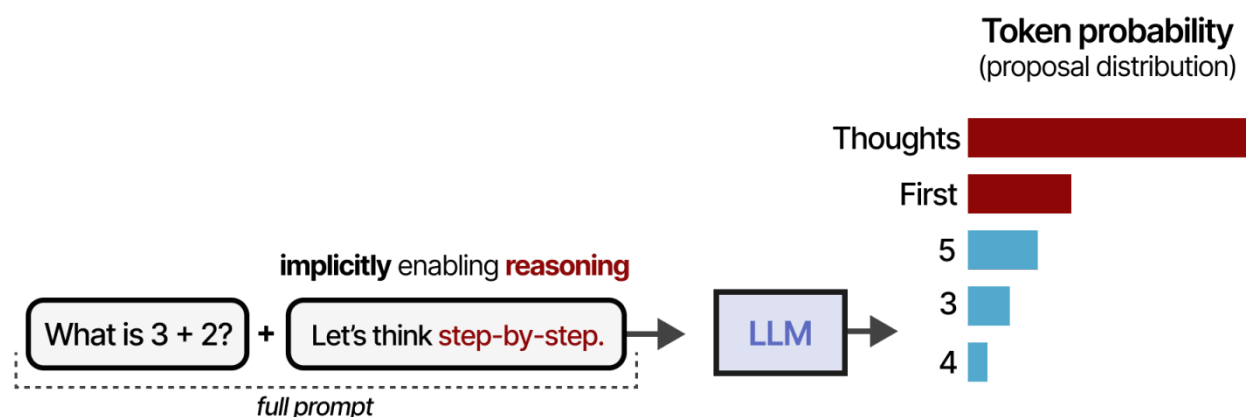 Token probability
(proposal distribution)
Thoughts
First
5
3
4
implicitly enabling reasoning
What is 3 + 2?
+
Let's think step-by-step.
LLM
full prompt